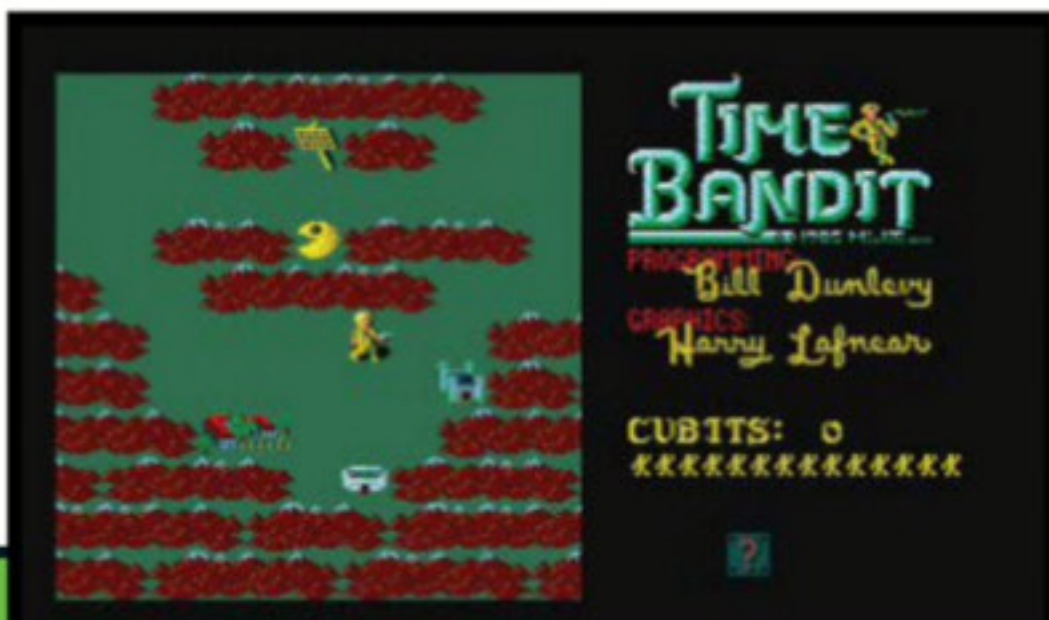 TIME
BANDIT
PROGRAMMING:
Bill Dunlevy
GRAPHICS:
Harry Lafnear
CUBITS: 0
?